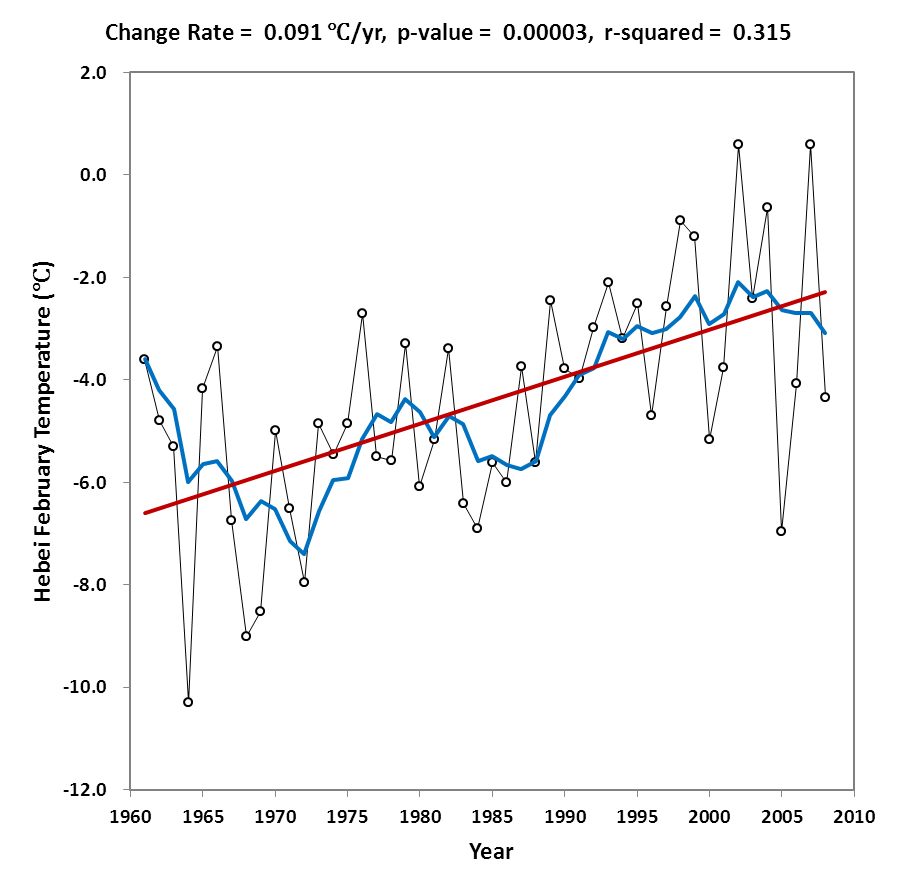 Change Rate = 0.091 ℃/yr, p-value = 0.00003, r-squared = 0.315
2.0
0.0
-2.0
-4.0
-6.0
-8.0
-10.0
-12.0
Hebei February Temperature (℃)
1960 1965 1970 1975 1980 1985 1990 1995 2000 2005 2010
Year